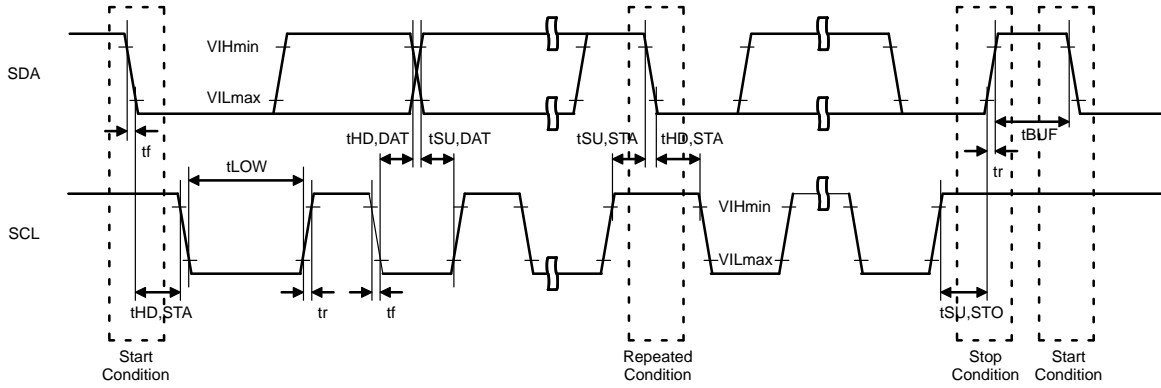 SDA
VIHmin
VILmax
tf
tHD,DAT
tSU,DAT
tSU,STA
tHD,STA
tBUF
tr
tLOW
SCL
VIHmin
VILmax
tHD,STA
tr
tf
tSU,STO
Start
Condition
Repeated
Condition
Stop
Condition
Start
Condition